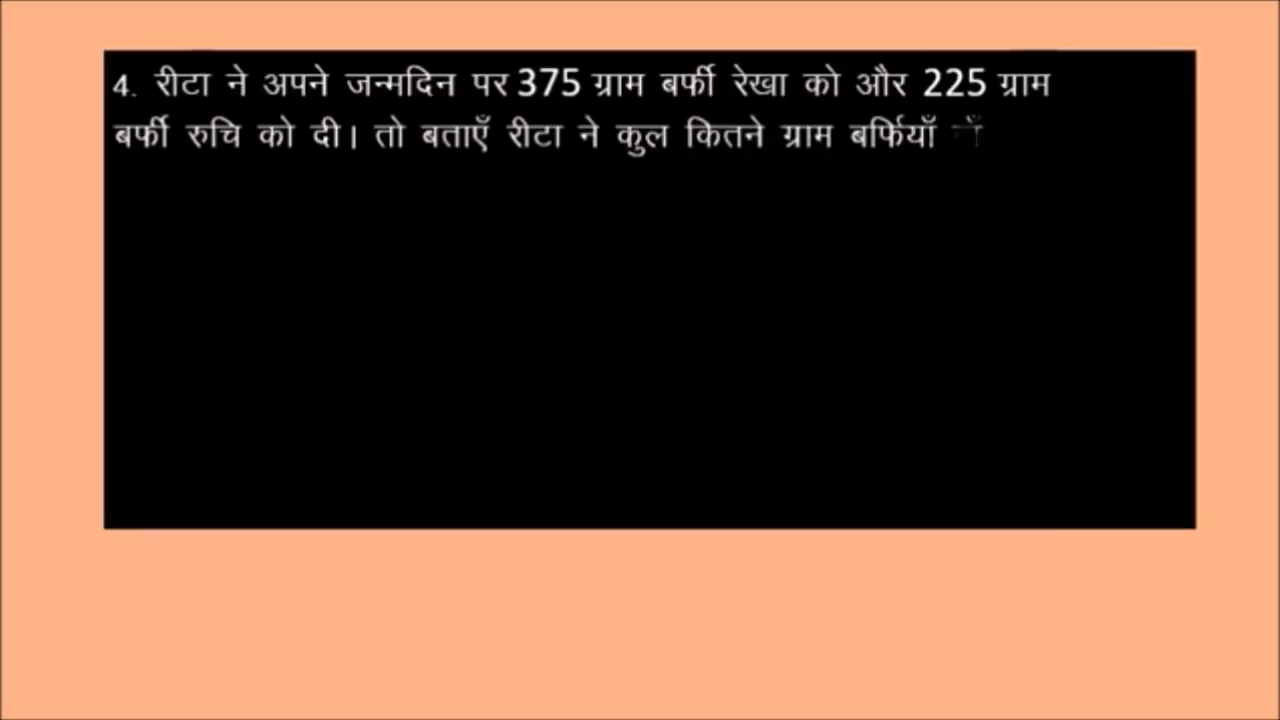 4. रीटा ने अपने जन्मदिन पर 375 ग्राम बर्फी रेखा को और 225 ग्राम
बर्फी रुचि को दी। तो बताएँ रीटा ने कुल कितने ग्राम बर्फियाँ